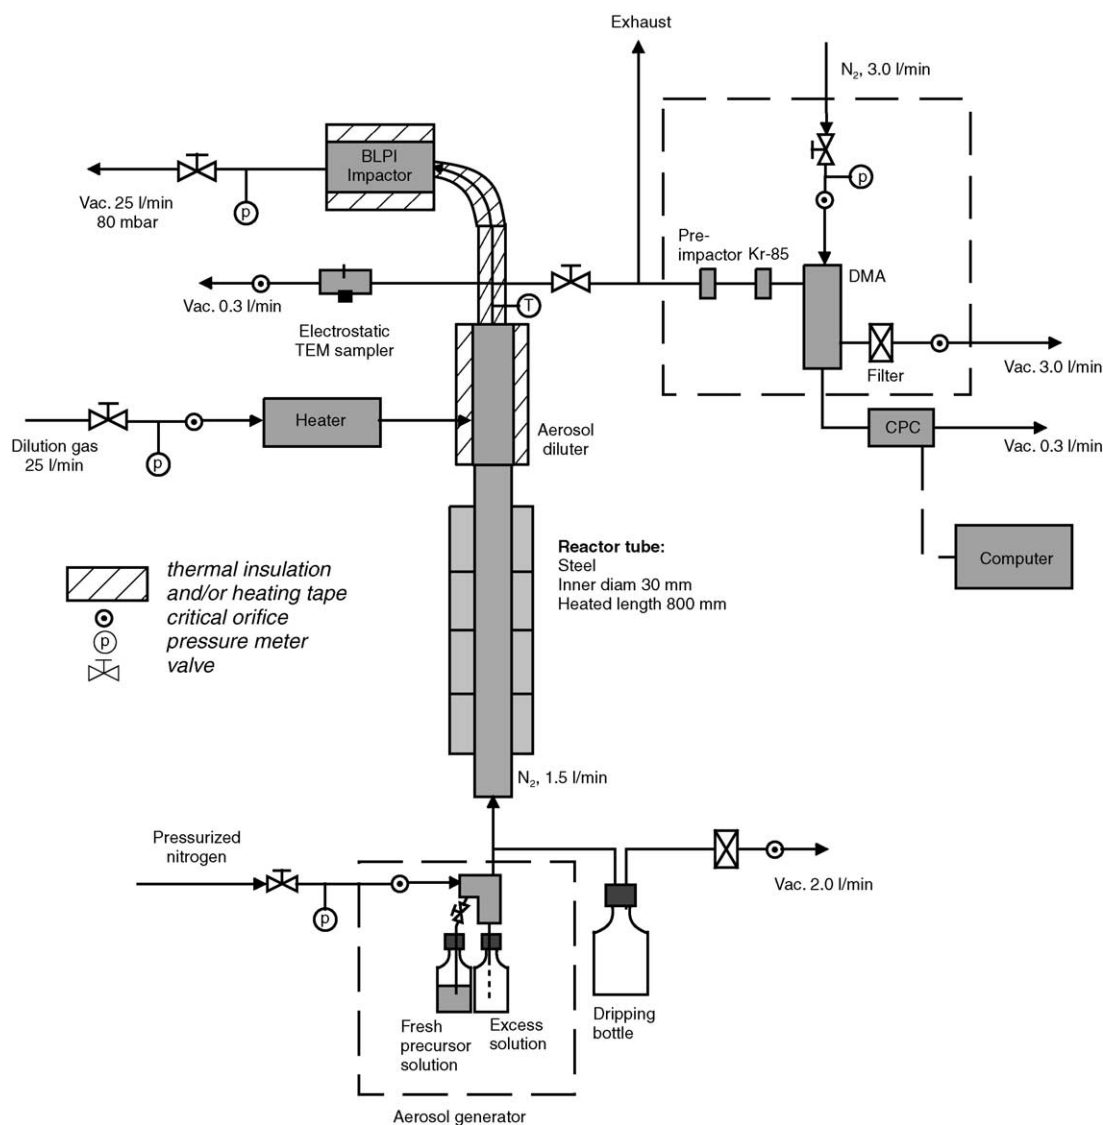 Exhaust
N₂, 3.0 l/min
BLPI
Impactor
p
Vac. 25 l/min
80 mbar
p
Pre-
impactor
Kr-85
DMA
Vac. 0.3 l/min
T
Electrostatic
TEM sampler
Filter
Vac. 3.0 l/min
Heater
Dilution gas
25 l/min
p
Aerosol
diluter
CPC
Vac. 0.3 l/min
Computer
Reactor tube:
Steel
Inner diam 30 mm
Heated length 800 mm
thermal insulation
and/or heating tape
critical orifice
p
pressure meter
valve
N₂, 1.5 l/min
Pressurized
nitrogen
p
Vac. 2.0 l/min
Fresh
precursor
solution
Excess
solution
Dripping
bottle
Aerosol generator